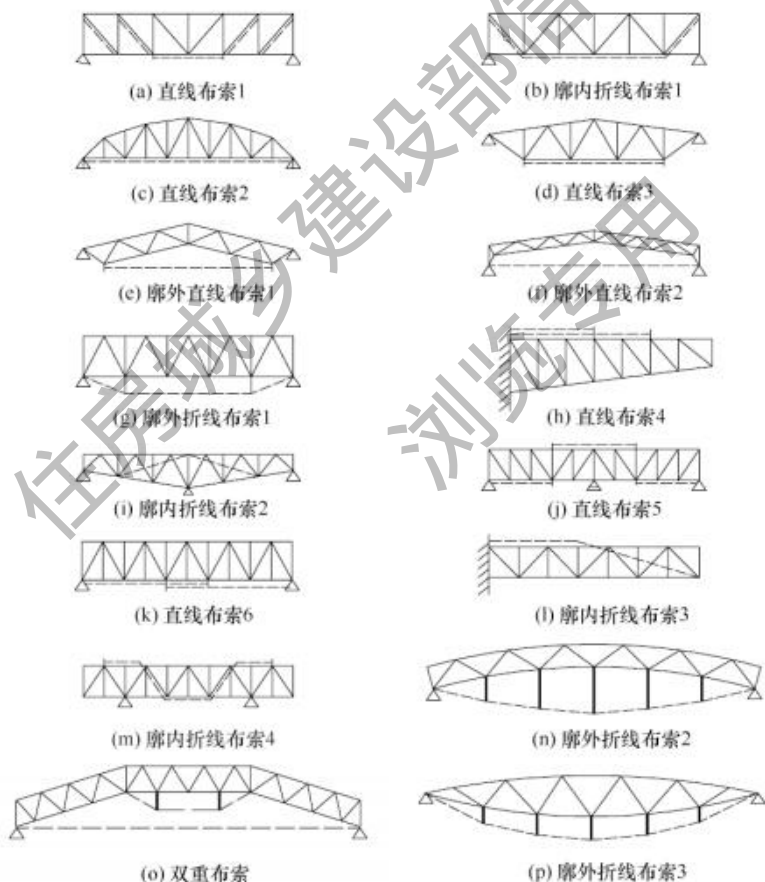 (a) 直线布索1
(b) 廓内折线布索1
(c) 直线布索2
(d) 直线布索3
(e) 廓外直线布索1
(f) 廓外直线布索2
(g) 廓外折线布索1
(h) 直线布索4
(i) 廓内折线布索2
(j) 直线布索5
(k) 直线布索6
(l) 廓内折线布索3
(m) 廓内折线布索4
(n) 廓外折线布索2
(o) 双重布索
(p) 廓外折线布索3
住房城乡建设部信
浏览专用